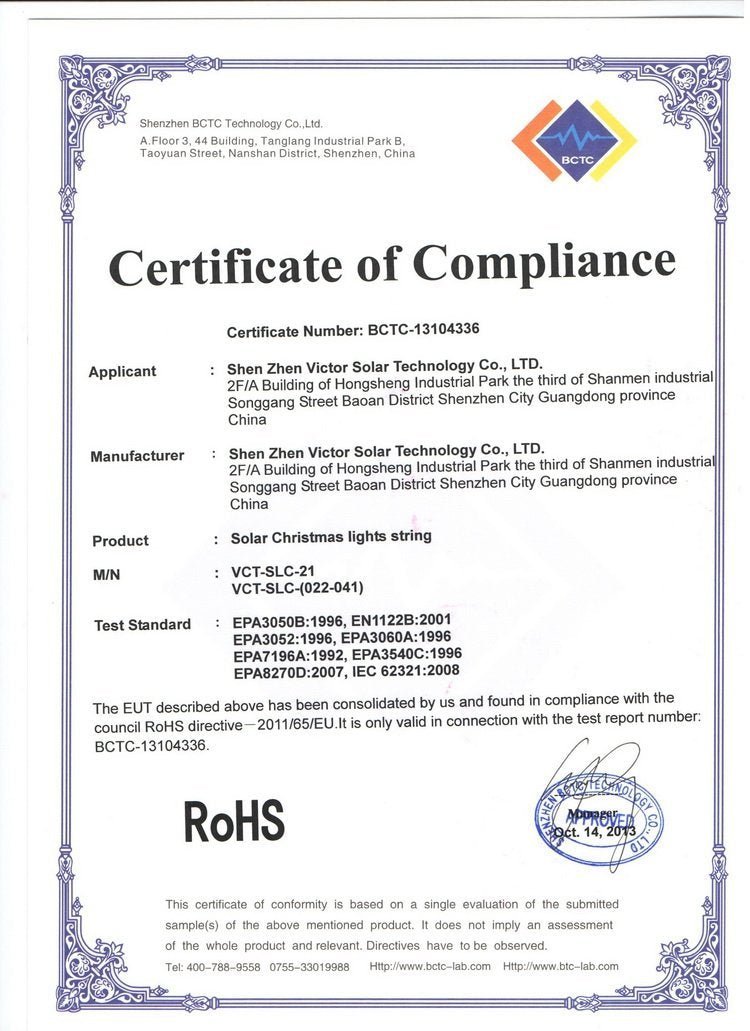 Shenzhen BCTC Technology Co.,Ltd.
A.Floor 3, 44 Building, Tanglang Industrial Park B,
Taoyuan Street, Nanshan District, Shenzhen, China
BCTC
Certificate of Compliance
Certificate Number: BCTC-13104336
Applicant : Shen Zhen Victor Solar Technology Co., LTD.
2F/A Building of Hongsheng Industrial Park the third of Shanmen industrial
Songgang Street Baoan District Shenzhen City Guangdong province
China
Manufacturer : Shen Zhen Victor Solar Technology Co., LTD.
2F/A Building of Hongsheng Industrial Park the third of Shanmen industrial
Songgang Street Baoan District Shenzhen City Guangdong province
China
Product : Solar Christmas lights string
M/N : VCT-SLC-21
VCT-SLC-(022-041)
Test Standard : EPA3050B:1996, EN1122B:2001
EPA3052:1996, EPA3060A:1996
EPA7196A:1992, EPA3540C:1996
EPA8270D:2007, IEC 62321:2008
The EUT described above has been consolidated by us and found in compliance with the
council RoHS directive－2011/65/EU.It is only valid in connection with the test report number:
BCTC-13104336.
RoHS
SHENZHEN BCTC TECHNOLOGY CO., LTD
Manager
APPROVED
Oct. 14, 2013
This certificate of conformity is based on a single evaluation of the submitted
sample(s) of the above mentioned product. It does not imply an assessment
of the whole product and relevant. Directives have to be observed.
Tel: 400-788-9558 0755-33019988 Http://www.bctc-lab.com Http://www.btc-lab.com